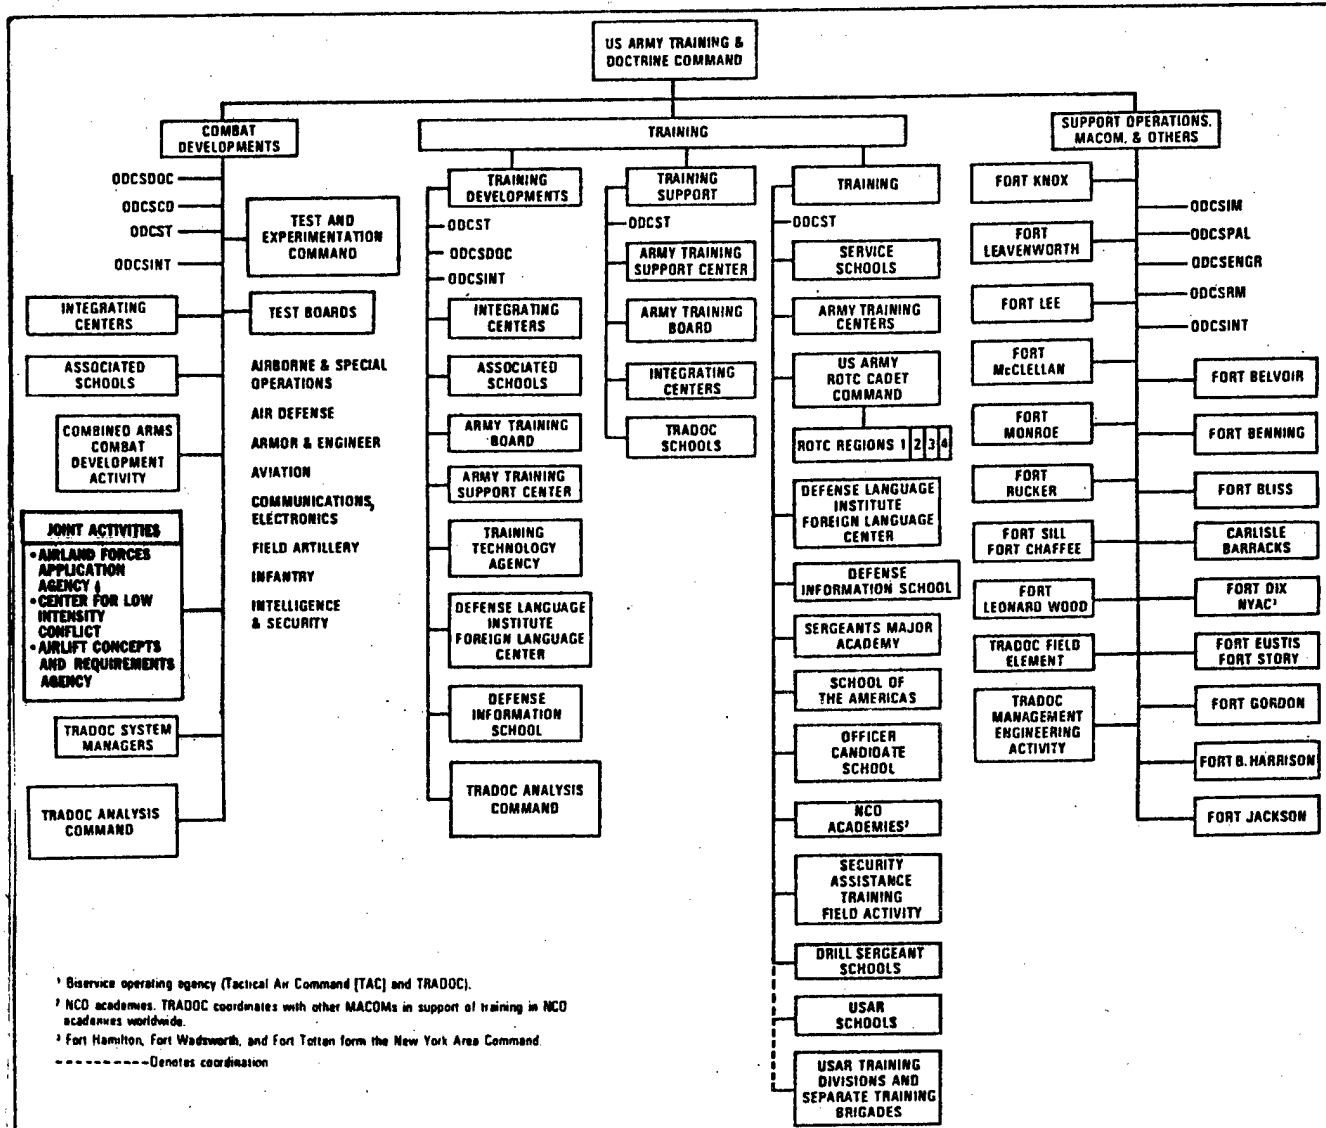 US ARMY TRAINING &
DOCTRINE COMMAND
COMBAT
DEVELOPMENTS
ODCSDOC
ODCSCD
ODCST
ODCSINT
TEST AND
EXPERIMENTATION
COMMAND
INTEGRATING
CENTERS
TEST BOARDS
ASSOCIATED
SCHOOLS
AIRBORNE & SPECIAL
OPERATIONS
AIR DEFENSE
ARMOR & ENGINEER
AVIATION
COMMUNICATIONS,
ELECTRONICS
FIELD ARTILLERY
INFANTRY
INTELLIGENCE
& SECURITY
COMBINED ARMS
COMBAT
DEVELOPMENT
ACTIVITY
JOINT ACTIVITIES
• AIRLAND FORCES
APPLICATION
AGENCY
• CENTER FOR LOW
INTENSITY
CONFLICT
• AIRLIFT CONCEPTS
AND REQUIREMENTS
AGENCY
TRADOC SYSTEM
MANAGERS
TRADOC ANALYSIS
COMMAND
TRAINING
TRAINING
DEVELOPMENTS
ODCST
ODCSDOC
ODCSINT
INTEGRATING
CENTERS
ASSOCIATED
SCHOOLS
ARMY TRAINING
BOARD
ARMY TRAINING
SUPPORT CENTER
TRAINING
TECHNOLOGY
AGENCY
DEFENSE LANGUAGE
INSTITUTE
FOREIGN LANGUAGE
CENTER
DEFENSE
INFORMATION
SCHOOL
TRADOC ANALYSIS
COMMAND
TRAINING
SUPPORT
ODCST
ARMY TRAINING
SUPPORT CENTER
ARMY TRAINING
BOARD
INTEGRATING
CENTERS
TRADOC
SCHOOLS
TRAINING
ODCST
SERVICE
SCHOOLS
ARMY TRAINING
CENTERS
US ARMY
ROTC CADET
COMMAND
ROTC REGIONS 1 2 3 4
DEFENSE LANGUAGE
INSTITUTE
FOREIGN LANGUAGE
CENTER
DEFENSE
INFORMATION SCHOOL
SERGEANTS MAJOR
ACADEMY
SCHOOL OF
THE AMERICAS
OFFICER
CANDIDATE
SCHOOL
NCO
ACADEMIES²
SECURITY
ASSISTANCE
TRAINING
FIELD ACTIVITY
DRILL SERGEANT
SCHOOLS
USAR
SCHOOLS
USAR TRAINING
DIVISIONS AND
SEPARATE TRAINING
BRIGADES
SUPPORT OPERATIONS,
MACOM, & OTHERS
FORT KNOX
FORT
LEAVENWORTH
FORT LEE
FORT
McCLELLAN
FORT
MONROE
FORT
RUCKER
FORT SILL
FORT CHAFFEE
FORT
LEONARD WOOD
TRADOC FIELD
ELEMENT
TRADOC
MANAGEMENT
ENGINEERING
ACTIVITY
ODCSIM
ODCSPAL
ODCSENGR
ODCSRM
ODCSINT
FORT BELVOIR
FORT BENNING
FORT BLISS
CARLISLE
BARRACKS
FORT DIX
NYAC³
FORT EUSTIS
FORT STORY
FORT GORDON
FORT B. HARRISON
FORT JACKSON
¹ Biservice operating agency (Tactical Air Command [TAC] and TRADOC).
² NCO academies. TRADOC coordinates with other MACOMs in support of training in NCO
academies worldwide.
³ Fort Hamilton, Fort Wadsworth, and Fort Totten form the New York Area Command.
----------Denotes coordination